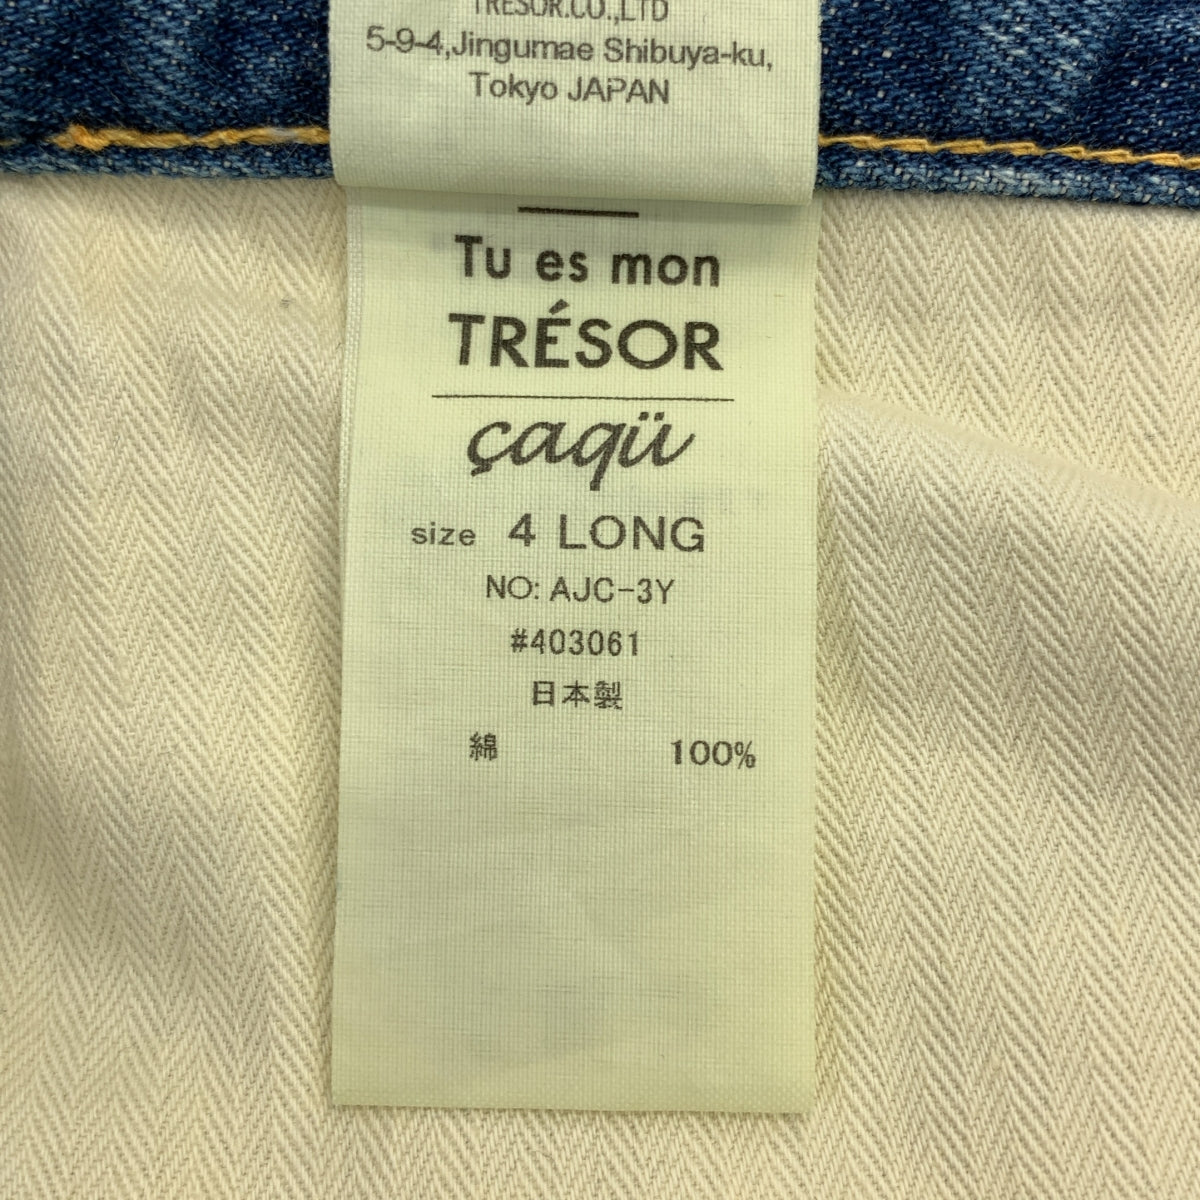 TRESOR.CO.,LTD
5-9-4,Jingumae Shibuya-ku,
Tokyo JAPAN
Tu es mon
TRÉSOR
çaqü
size 4 LONG
NO: AJC-3Y
#403061
日本製
綿 100%